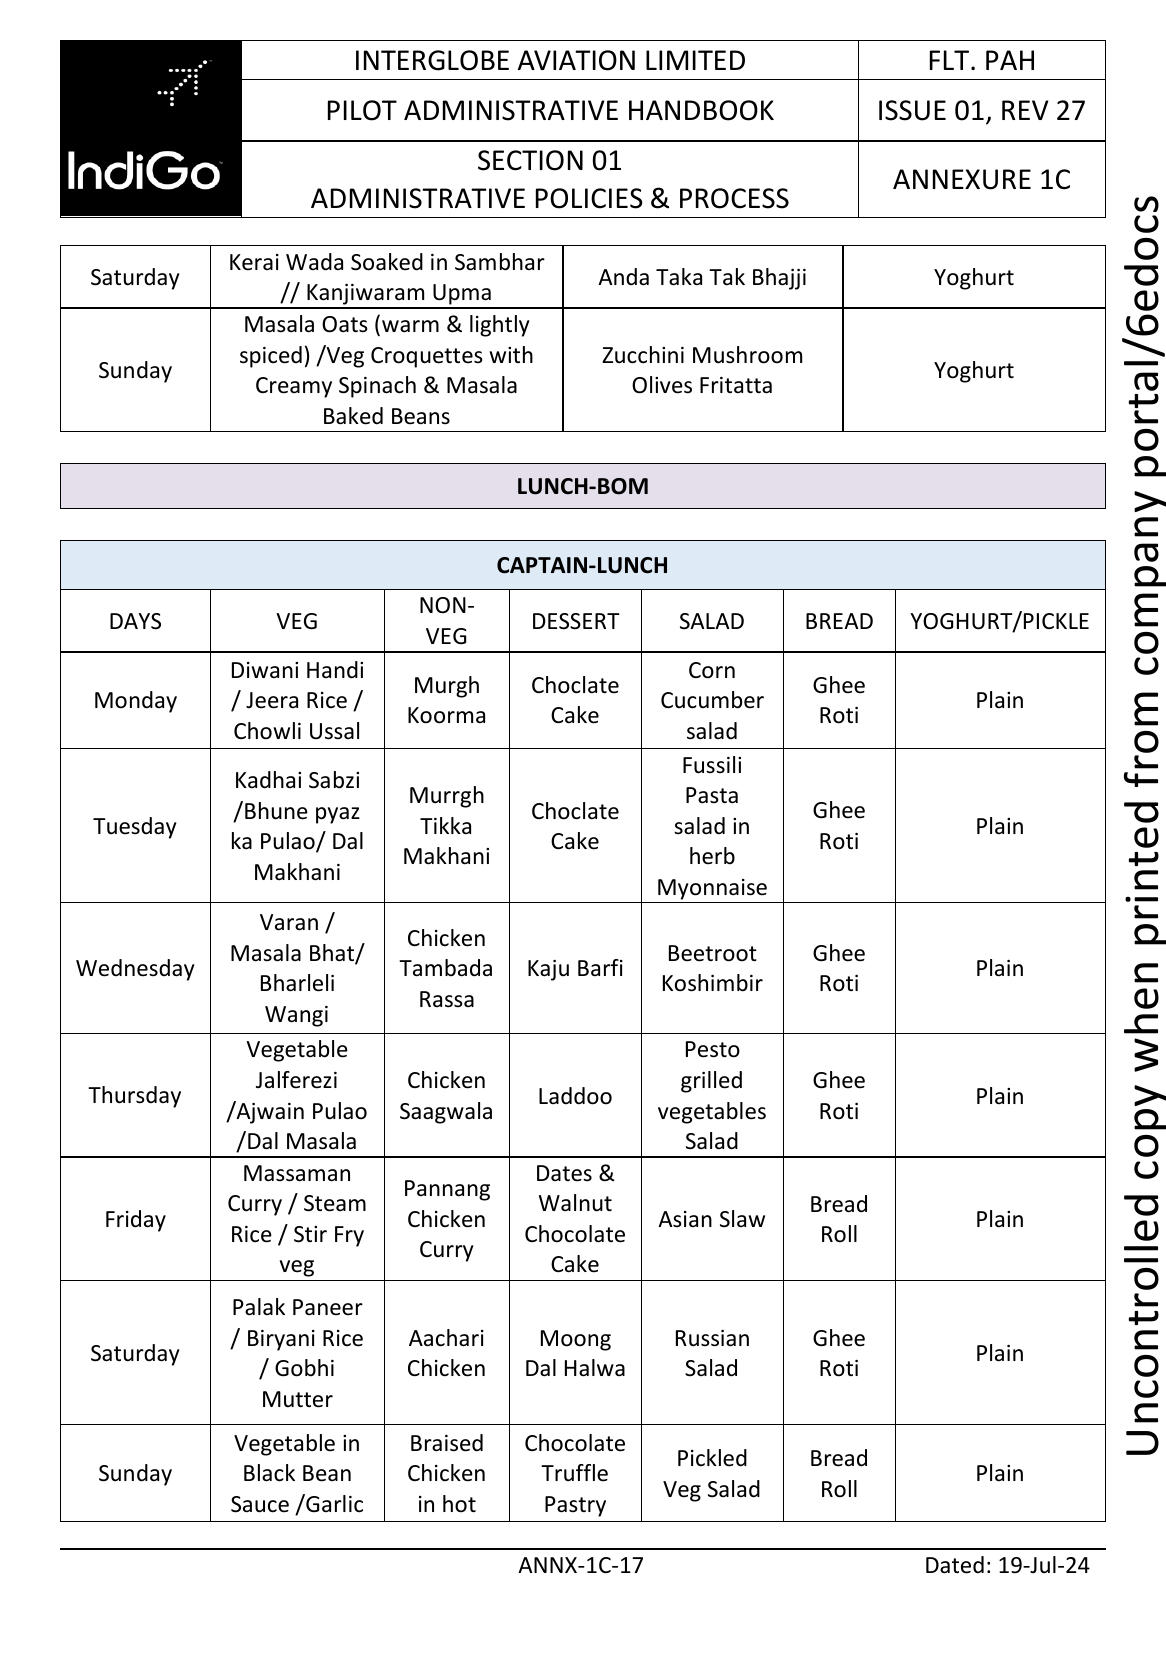 IndiGo
INTERGLOBE AVIATION LIMITED
FLT. PAH
PILOT ADMINISTRATIVE HANDBOOK
ISSUE 01, REV 27
SECTION 01
ADMINISTRATIVE POLICIES & PROCESS
ANNEXURE 1C
Saturday
Kerai Wada Soaked in Sambhar
// Kanjiwaram Upma
Anda Taka Tak Bhajji
Yoghurt
Sunday
Masala Oats (warm & lightly
spiced) /Veg Croquettes with
Creamy Spinach & Masala
Baked Beans
Zucchini Mushroom
Olives Fritatta
Yoghurt
LUNCH-BOM
CAPTAIN-LUNCH
DAYS
VEG
NON-
VEG
DESSERT
SALAD
BREAD
YOGHURT/PICKLE
Monday
Diwani Handi
/ Jeera Rice /
Chowli Ussal
Murgh
Koorma
Choclate
Cake
Corn
Cucumber
salad
Ghee
Roti
Plain
Tuesday
Kadhai Sabzi
/Bhune pyaz
ka Pulao/ Dal
Makhani
Murrgh
Tikka
Makhani
Choclate
Cake
Fussili
Pasta
salad in
herb
Myonnaise
Ghee
Roti
Plain
Wednesday
Varan /
Masala Bhat/
Bharleli
Wangi
Chicken
Tambada
Rassa
Kaju Barfi
Beetroot
Koshimbir
Ghee
Roti
Plain
Thursday
Vegetable
Jalferezi
/Ajwain Pulao
/Dal Masala
Chicken
Saagwala
Laddoo
Pesto
grilled
vegetables
Salad
Ghee
Roti
Plain
Friday
Massaman
Curry / Steam
Rice / Stir Fry
veg
Pannang
Chicken
Curry
Dates &
Walnut
Chocolate
Cake
Asian Slaw
Bread
Roll
Plain
Saturday
Palak Paneer
/ Biryani Rice
/ Gobhi
Mutter
Aachari
Chicken
Moong
Dal Halwa
Russian
Salad
Ghee
Roti
Plain
Sunday
Vegetable in
Black Bean
Sauce /Garlic
Braised
Chicken
in hot
Chocolate
Truffle
Pastry
Pickled
Veg Salad
Bread
Roll
Plain
ANNX-1C-17
Dated: 19-Jul-24
Uncontrolled copy when printed from company portal/6edocs